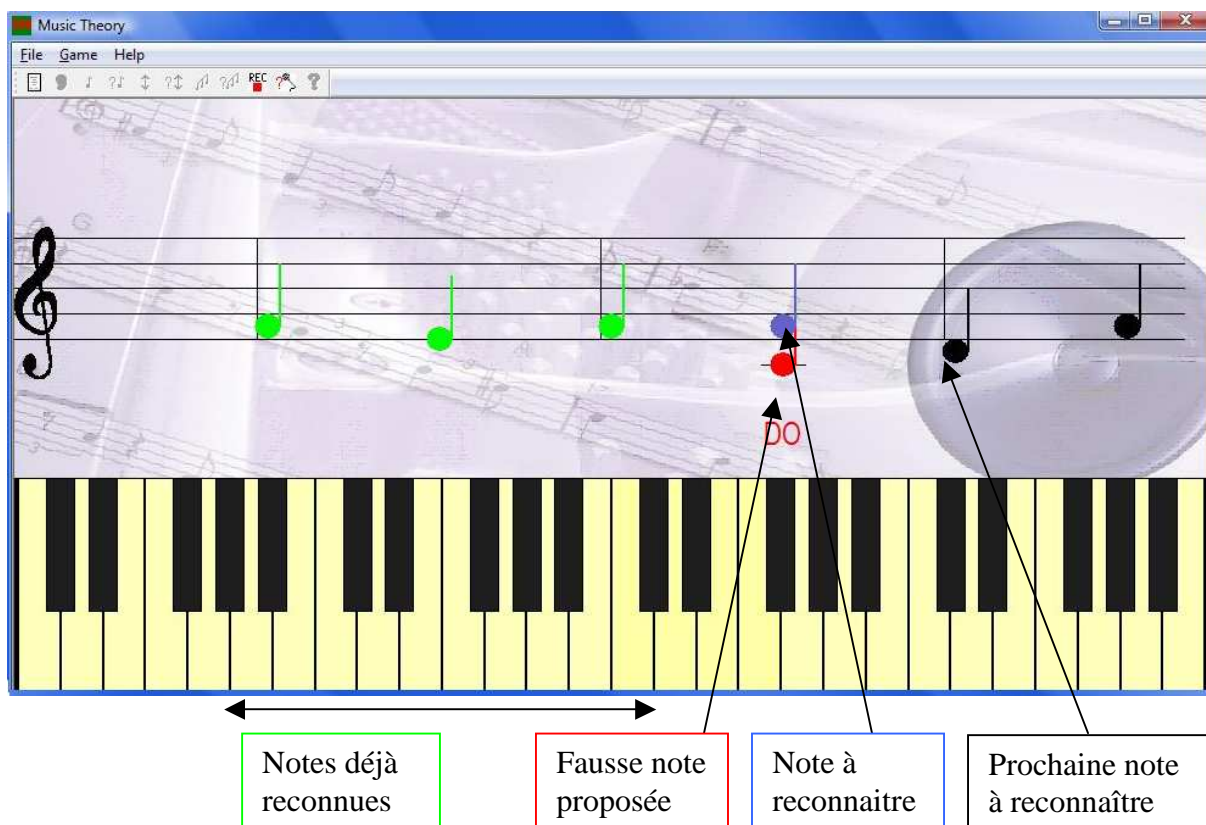 Music Theory
File Game Help
REC
DO
Notes déjà
reconnues
Fausse note
proposée
Note à
reconnaitre
Prochaine note
à reconnaître